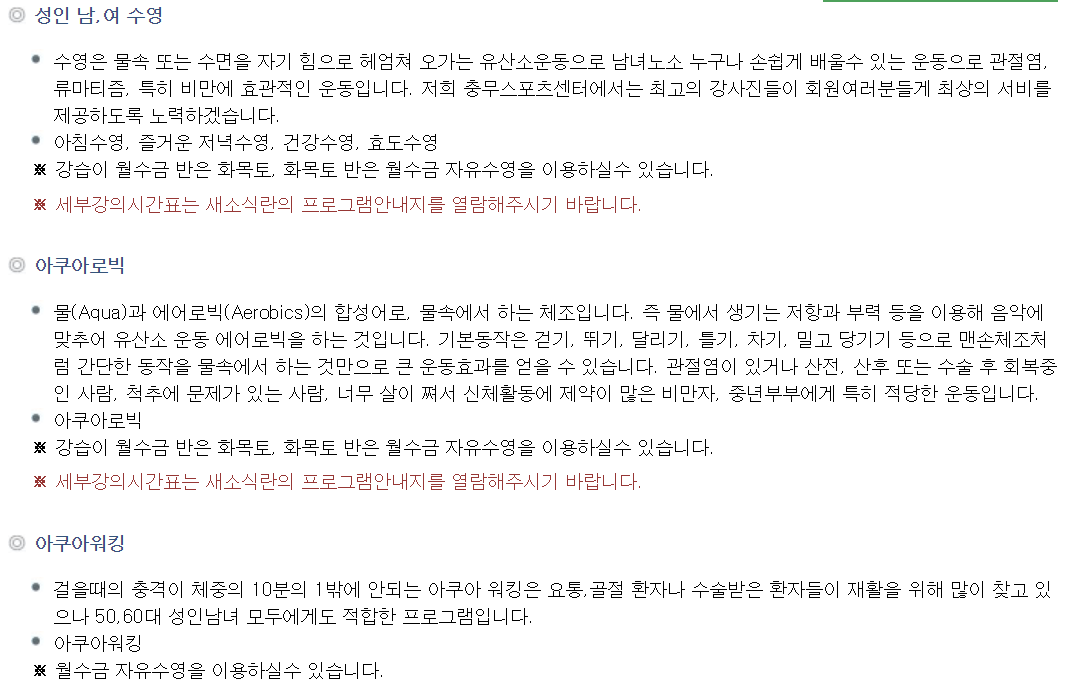 성인 남,여 수영
수영은 물속 또는 수면을 자기 힘으로 헤엄쳐 오가는 유산소운동으로 남녀노소 누구나 손쉽게 배울수 있는 운동으로 관절염,
류마티즘, 특히 비만에 효관적인 운동입니다. 저희 충무스포츠센터에서는 최고의 강사진들이 회원여러분들게 최상의 서비를
제공하도록 노력하겠습니다.
아침수영, 즐거운 저녁수영, 건강수영, 효도수영
※ 강습이 월수금 반은 화목토, 화목토 반은 월수금 자유수영을 이용하실수 있습니다.
※ 세부강의시간표는 새소식란의 프로그램안내지를 열람해주시기 바랍니다.
아쿠아로빅
물(Aqua)과 에어로빅(Aerobics)의 합성어로, 물속에서 하는 체조입니다. 즉 물에서 생기는 저항과 부력 등을 이용해 음악에
맞추어 유산소 운동 에어로빅을 하는 것입니다. 기본동작은 걷기, 뛰기, 달리기, 틀기, 차기, 밀고 당기기 등으로 맨손체조처
럼 간단한 동작을 물속에서 하는 것만으로 큰 운동효과를 얻을 수 있습니다. 관절염이 있거나 산전, 산후 또는 수술 후 회복중
인 사람, 척추에 문제가 있는 사람, 너무 살이 쪄서 신체활동에 제약이 많은 비만자, 중년부부에게 특히 적당한 운동입니다.
아쿠아로빅
※ 강습이 월수금 반은 화목토, 화목토 반은 월수금 자유수영을 이용하실수 있습니다.
※ 세부강의시간표는 새소식란의 프로그램안내지를 열람해주시기 바랍니다.
아쿠아워킹
걸을때의 충격이 체중의 10분의 1밖에 안되는 아쿠아 워킹은 요통,골절 환자나 수술받은 환자들이 재활을 위해 많이 찾고 있
으나 50,60대 성인남녀 모두에게도 적합한 프로그램입니다.
아쿠아워킹
※ 월수금 자유수영을 이용하실수 있습니다.